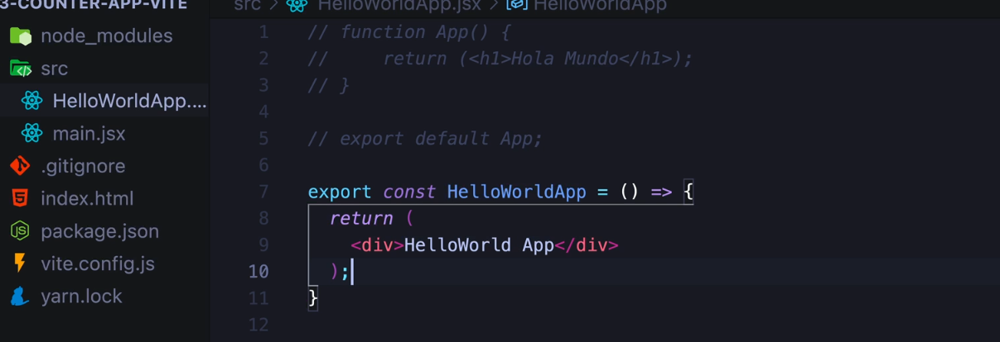 3-COUNTER-APP-VITE
node_modules
src
HelloWorldApp....
main.jsx
.gitignore
index.html
package.json
vite.config.js
yarn.lock
src > HelloWorldApp.jsx > HelloWorldApp
1 // function App() {
2 //     return (<h1>Hola Mundo</h1>);
3 // }
4
5 // export default App;
6
7 export const HelloWorldApp = () => {
8   return (
9     <div>HelloWorld App</div>
10   );
11 }
12